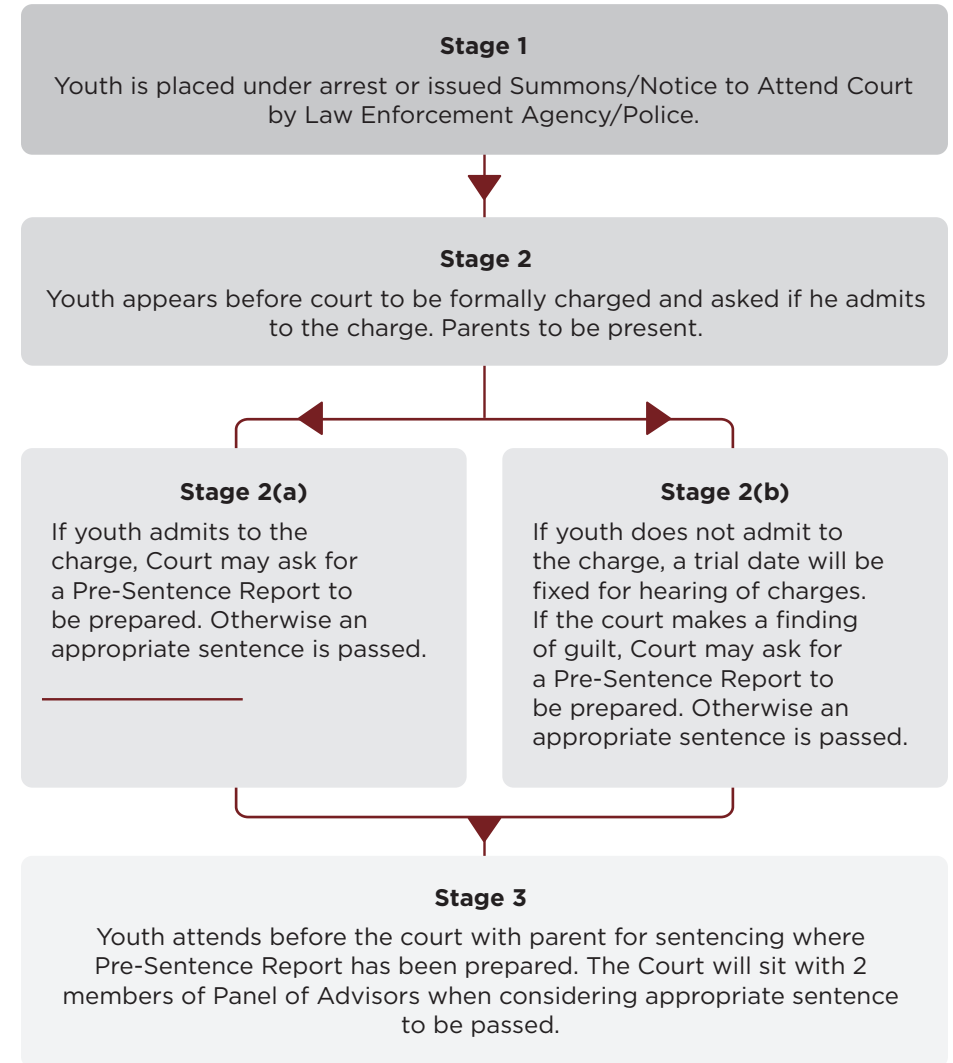 Stage 1
Youth is placed under arrest or issued Summons/Notice to Attend Court
by Law Enforcement Agency/Police.
Stage 2
Youth appears before court to be formally charged and asked if he admits
to the charge. Parents to be present.
Stage 2(a)
If youth admits to the
charge, Court may ask for
a Pre-Sentence Report to
be prepared. Otherwise an
appropriate sentence is passed.
Stage 2(b)
If youth does not admit to
the charge, a trial date will be
fixed for hearing of charges.
If the court makes a finding
of guilt, Court may ask for
a Pre-Sentence Report to
be prepared. Otherwise an
appropriate sentence is passed.
Stage 3
Youth attends before the court with parent for sentencing where
Pre-Sentence Report has been prepared. The Court will sit with 2
members of Panel of Advisors when considering appropriate sentence
to be passed.